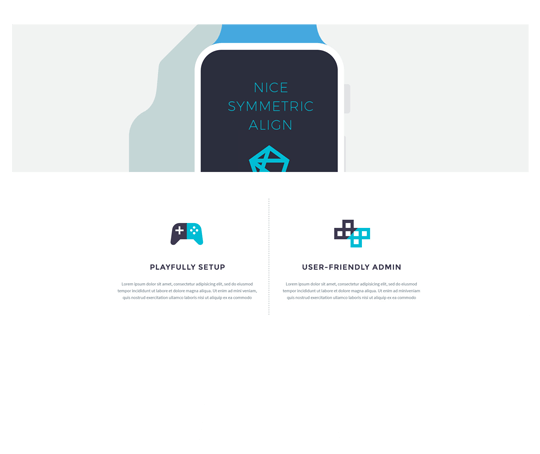 NICE
SYMMETRIC
ALIGN
PLAYFULLY SETUP
Lorem ipsum dolor sit amet, consectetur adipisicing elit, sed do eiusmod
tempor incididunt ut labore et dolore magna aliqua. Ut enim ad mini veniam,
quis nostrud exercitation ullamco laboris nisi ut aliquip ex ea commodo
USER-FRIENDLY ADMIN
Lorem ipsum dolor sit amet, consectetur adipisicing elit, sed do eiusmod
tempor incididunt ut labore et dolore magna aliqua. Ut enim ad
quis nostrud exercitation ullamco laboris nisi ut aliquip ex ea commodo